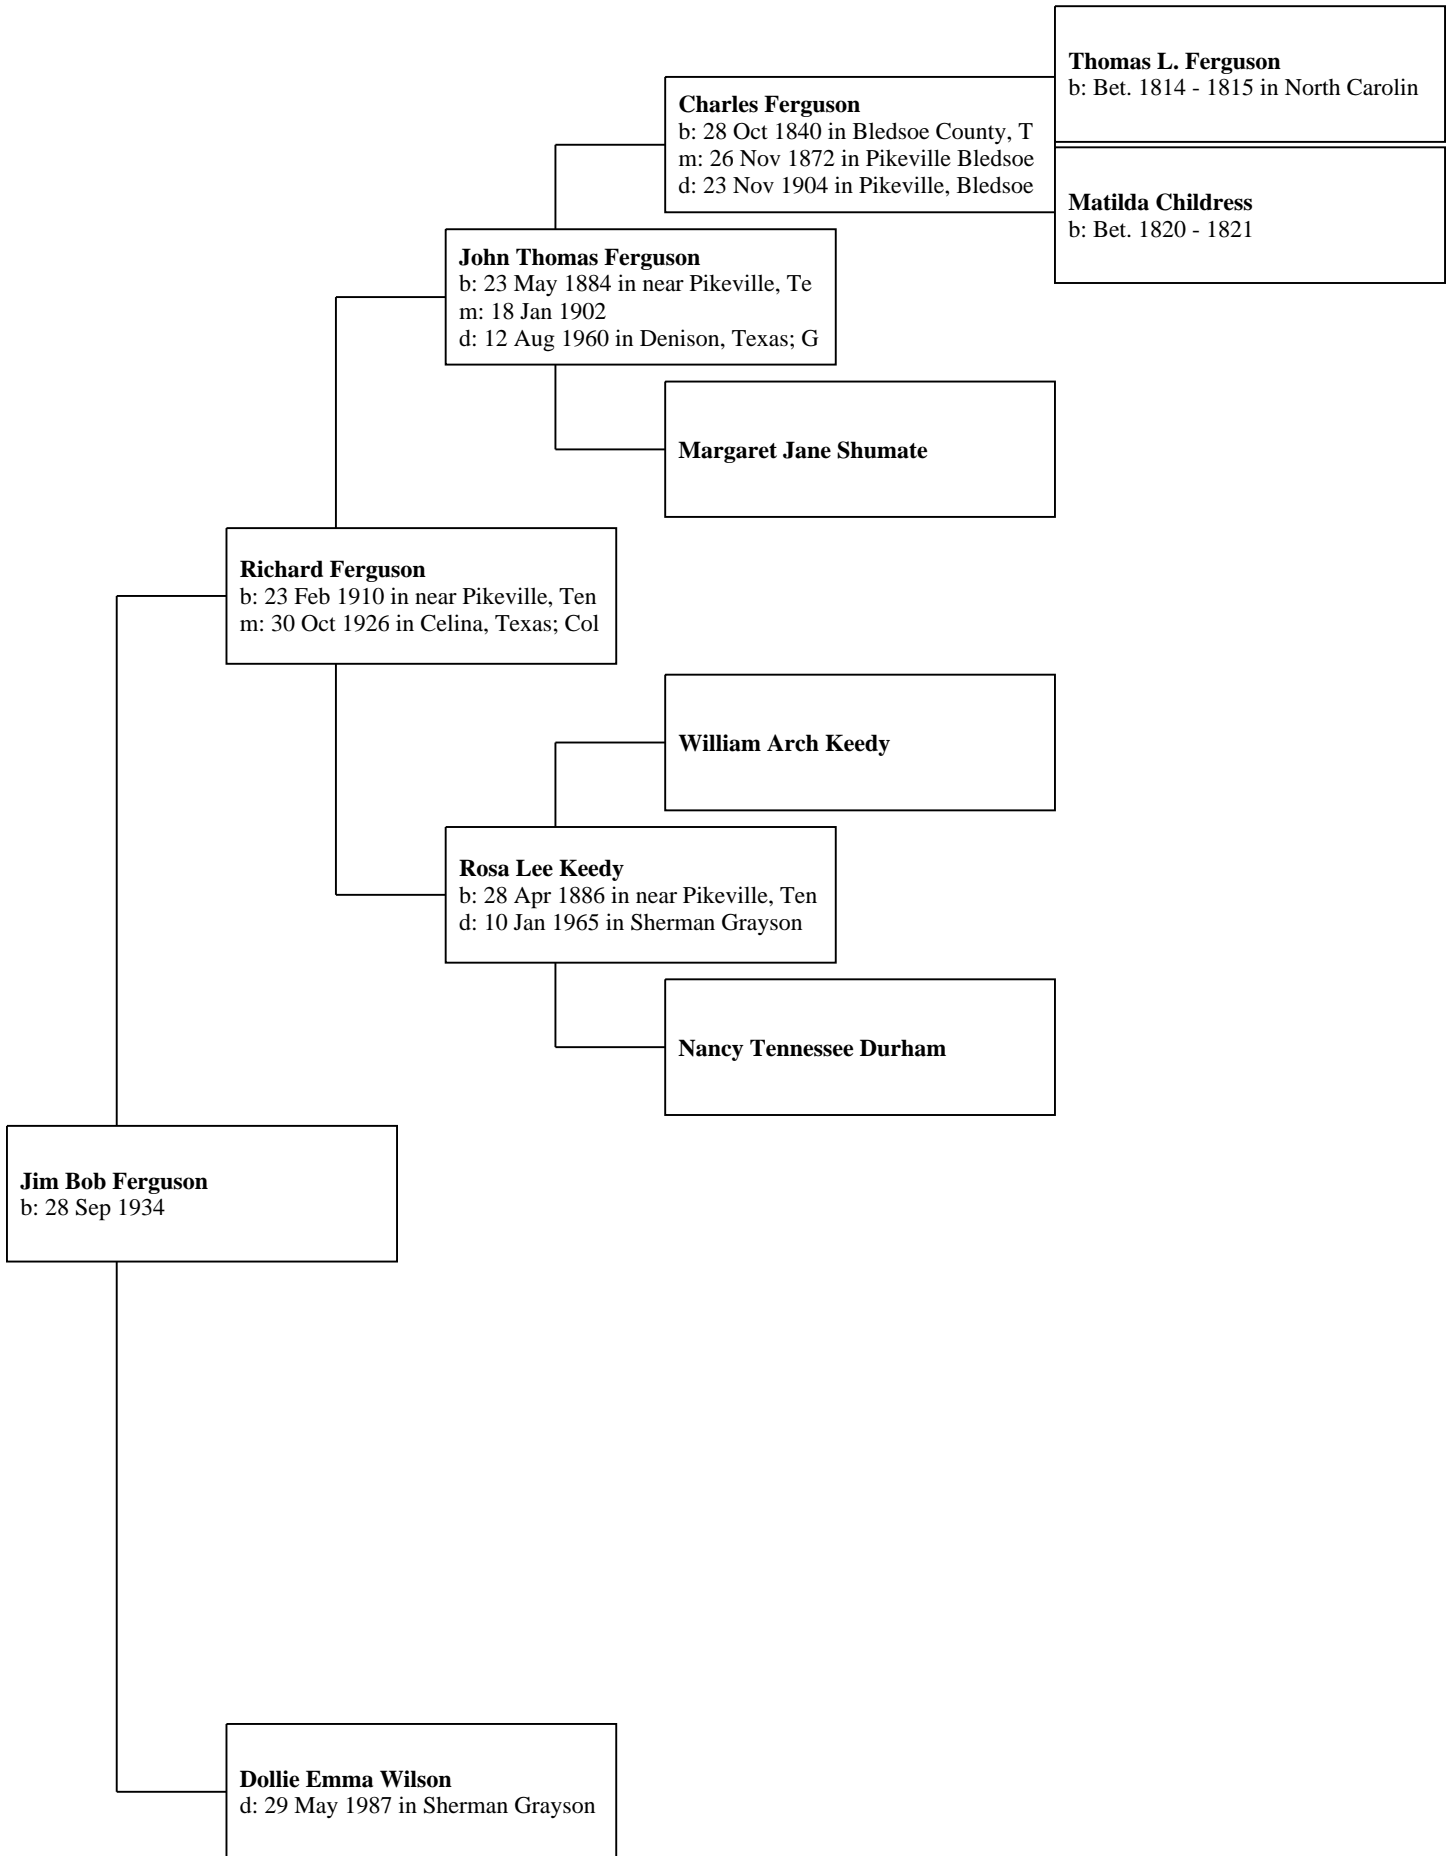 Thomas L. Ferguson
b: Bet. 1814 - 1815 in North Carolin
Charles Ferguson
b: 28 Oct 1840 in Bledsoe County, T
m: 26 Nov 1872 in Pikeville Bledsoe
d: 23 Nov 1904 in Pikeville, Bledsoe
Matilda Childress
b: Bet. 1820 - 1821
John Thomas Ferguson
b: 23 May 1884 in near Pikeville, Te
m: 18 Jan 1902
d: 12 Aug 1960 in Denison, Texas; G
Margaret Jane Shumate
Richard Ferguson
b: 23 Feb 1910 in near Pikeville, Ten
m: 30 Oct 1926 in Celina, Texas; Col
William Arch Keedy
Rosa Lee Keedy
b: 28 Apr 1886 in near Pikeville, Ten
d: 10 Jan 1965 in Sherman Grayson
Nancy Tennessee Durham
Jim Bob Ferguson
b: 28 Sep 1934
Dollie Emma Wilson
d: 29 May 1987 in Sherman Grayson